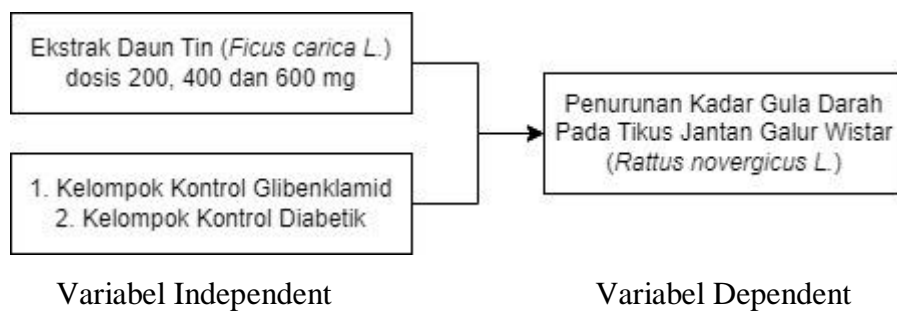 Ekstrak Daun Tin (Ficus carica L.)
dosis 200, 400 dan 600 mg
1. Kelompok Kontrol Glibenklamid
2. Kelompok Kontrol Diabetik
Penurunan Kadar Gula Darah
Pada Tikus Jantan Galur Wistar
(Rattus novergicus L.)
Variabel Independent
Variabel Dependent